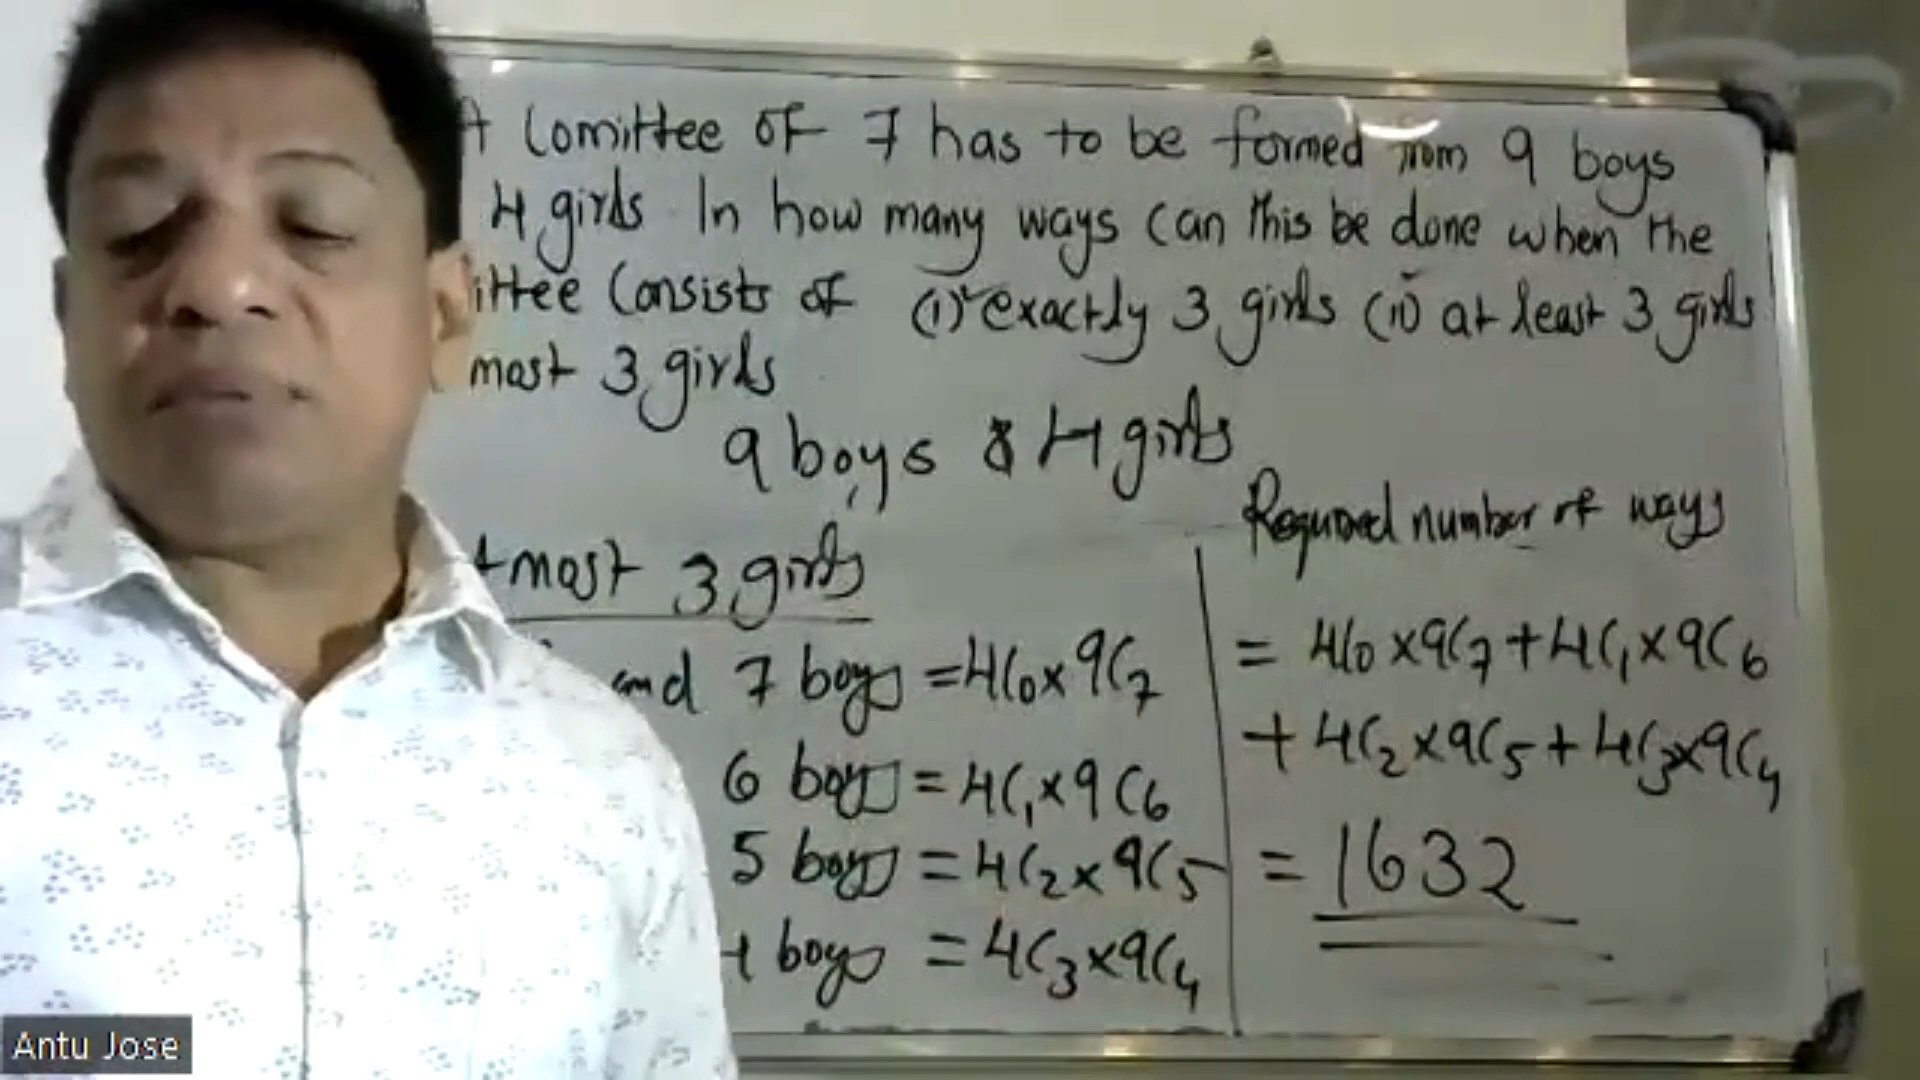 A Comittee OF 7 has to be formed from 9 boys
4 girls. In how many ways can this be done when the
ittee Consists of (i) exactly 3 girls (ii) at least 3 girls
most 3 girls
9 boys & 4 girls
Required number of ways
t most 3 girls
and 7 boys = 4C0 x 9C7
= 4C0 x 9C7 + 4C1 x 9C6
6 boys = 4C1 x 9C6
+ 4C2 x 9C5 + 4C3 x 9C4
5 boys = 4C2 x 9C5
= 1632
boys = 4C3 x 9C4
Antu Jose